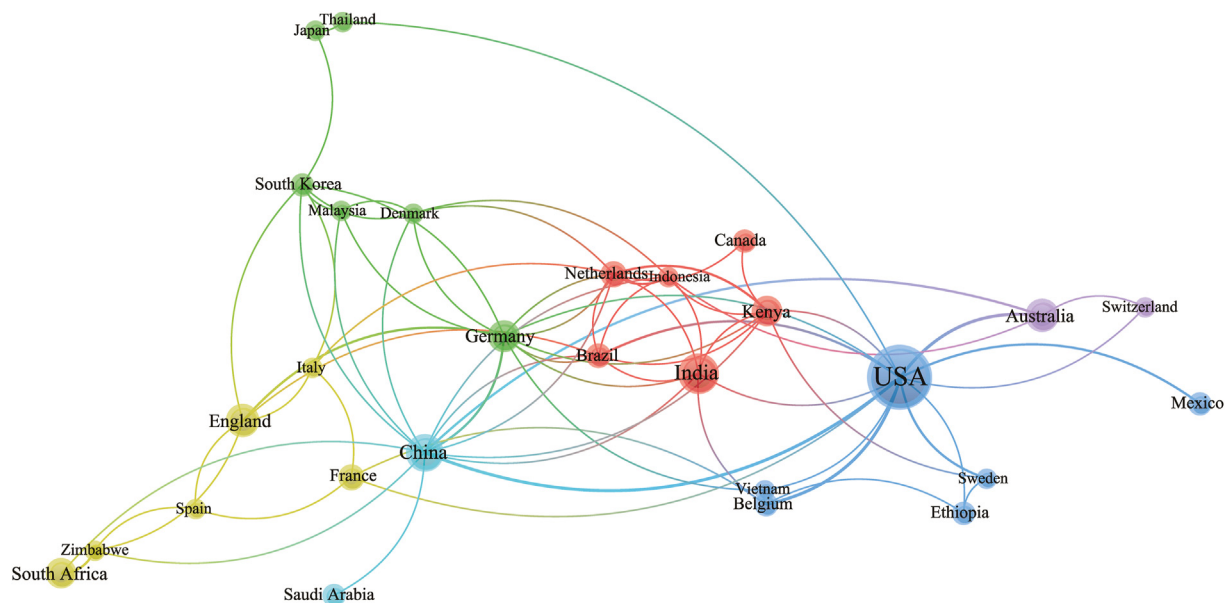 Thailand
Japan
South Korea
Malaysia
Denmark
Canada
Netherlands
Indonesia
Kenya
Australia
Switzerland
Germany
Brazil
Italy
India
USA
Mexico
England
China
France
Vietnam
Sweden
Belgium
Spain
Ethiopia
Zimbabwe
South Africa
Saudi Arabia